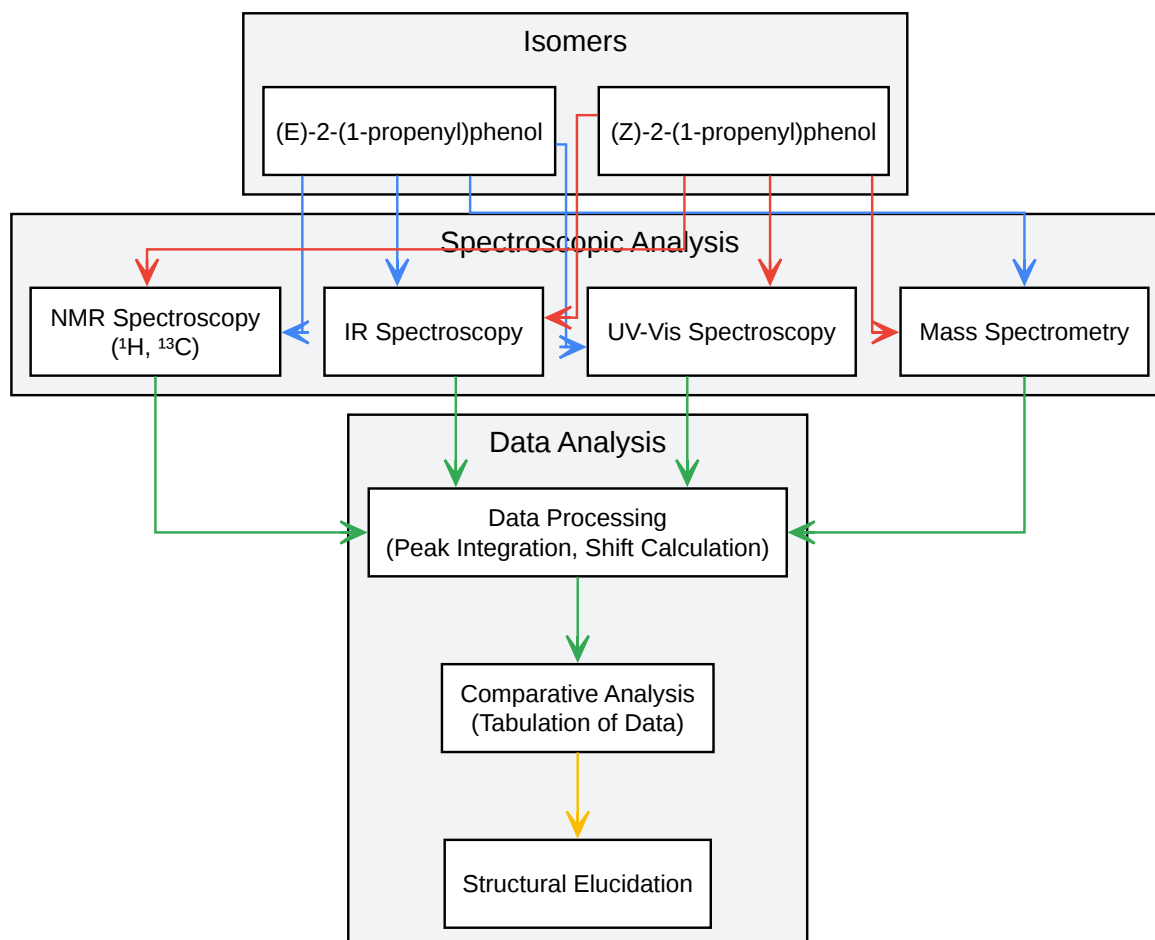 Isomers
(E)-2-(1-propenyl)phenol
(Z)-2-(1-propenyl)phenol
Spectroscopic Analysis
NMR Spectroscopy
(¹H, ¹³C)
IR Spectroscopy
UV-Vis Spectroscopy
Mass Spectrometry
Data Analysis
Data Processing
(Peak Integration, Shift Calculation)
Comparative Analysis
(Tabulation of Data)
Structural Elucidation